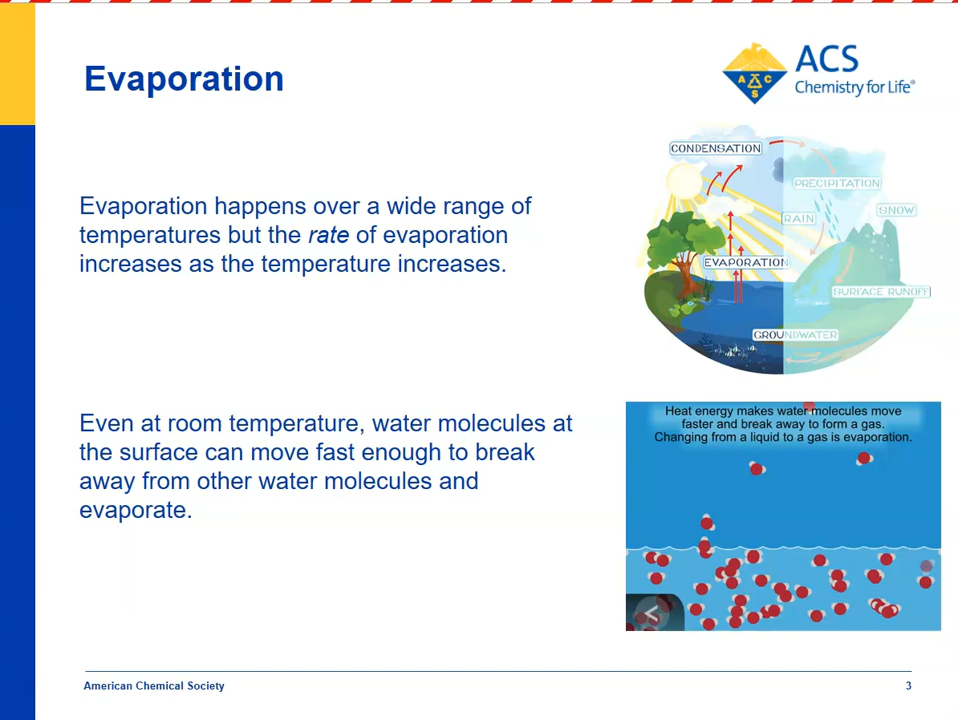 Evaporation
ACS
Chemistry for Life®
A C S
Evaporation happens over a wide range of
temperatures but the rate of evaporation
increases as the temperature increases.
CONDENSATION
PRECIPITATION
RAIN
SNOW
EVAPORATION
SURFACE RUNOFF
GROUNDWATER
Even at room temperature, water molecules at
the surface can move fast enough to break
away from other water molecules and
evaporate.
Heat energy makes water molecules move
faster and break away to form a gas.
Changing from a liquid to a gas is evaporation.
American Chemical Society
3